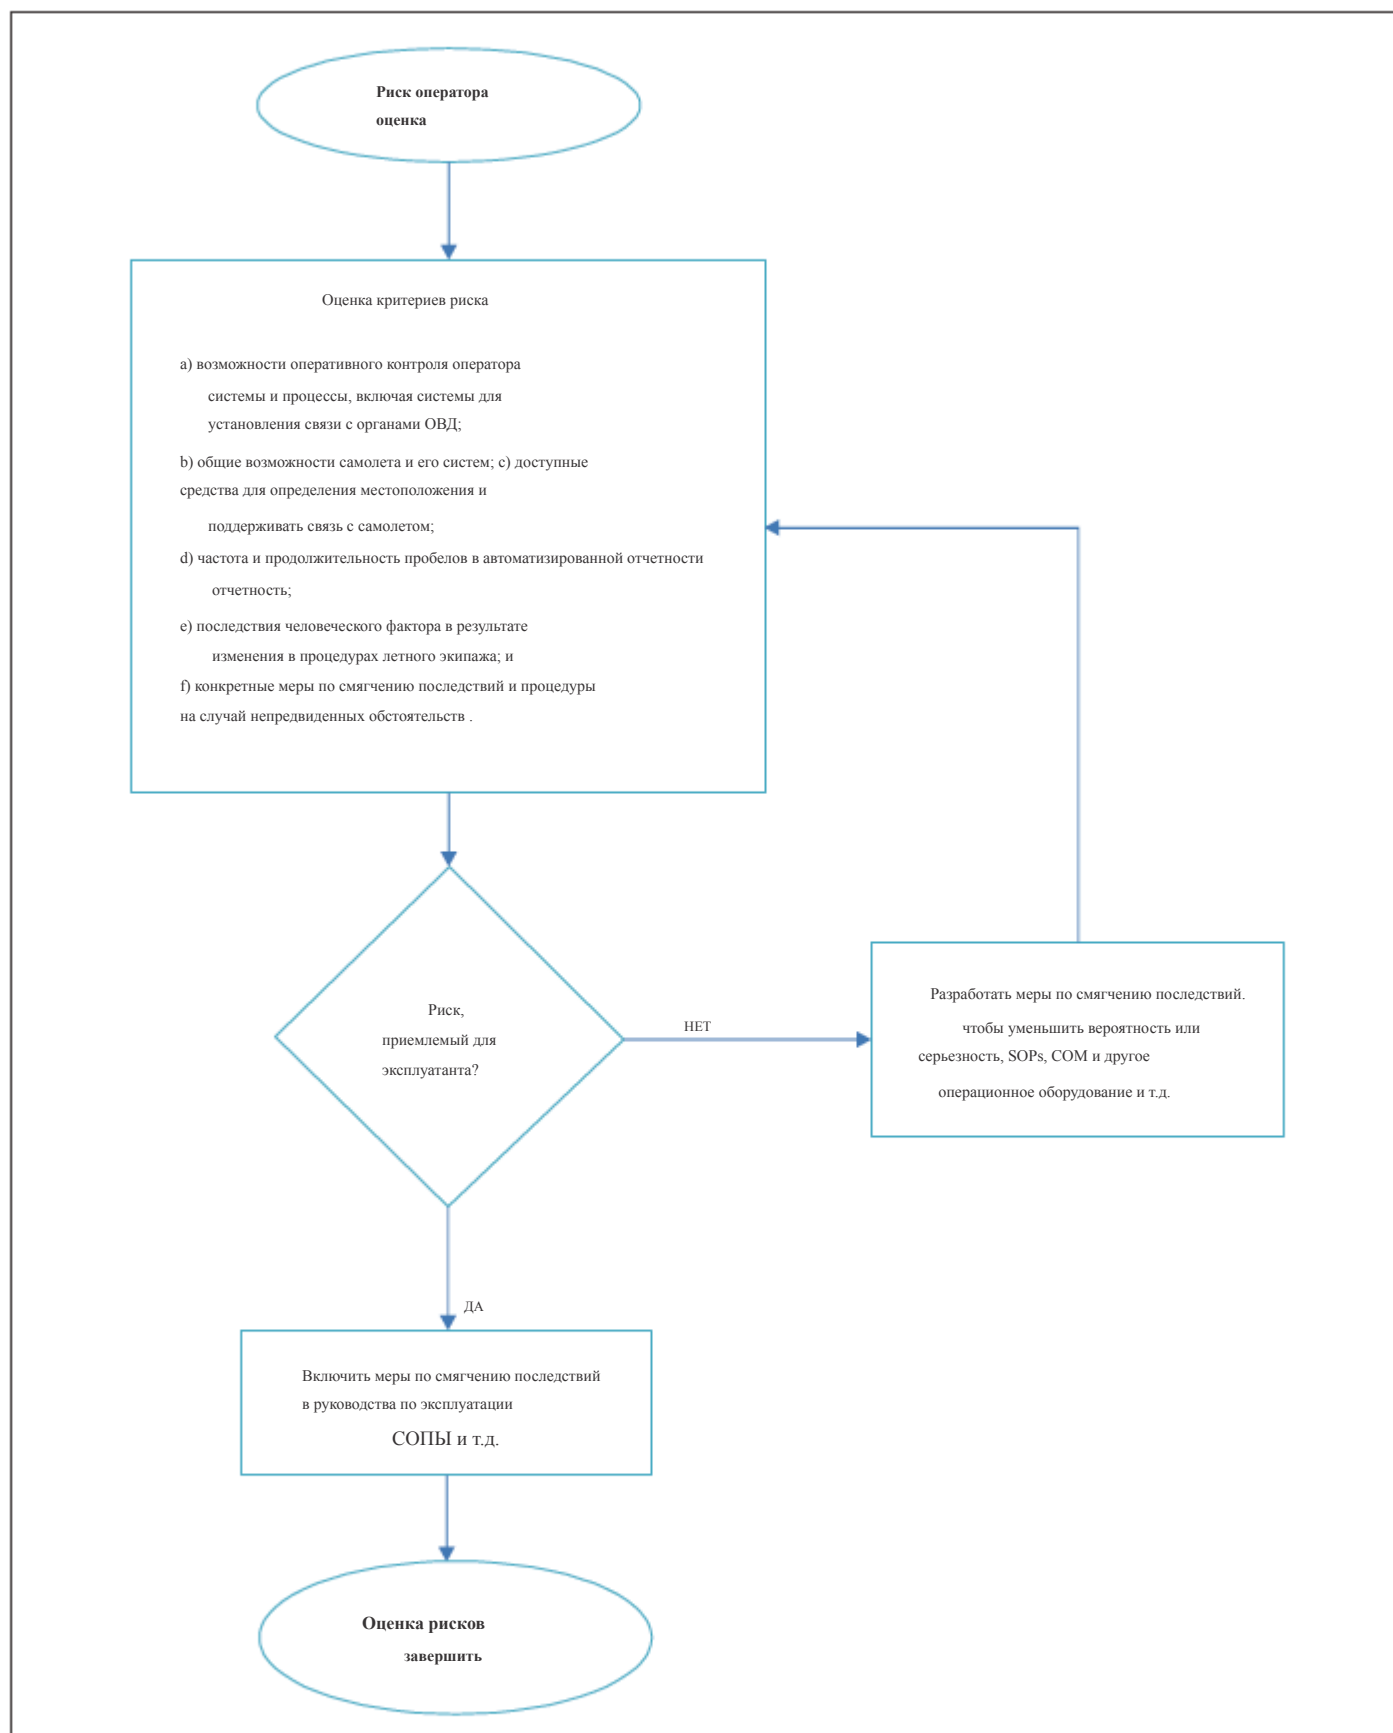 Риск оператора
оценка
Оценка критериев риска
a) возможности оперативного контроля оператора
системы и процессы, включая системы для
установления связи с органами ОВД;
b) общие возможности самолета и его систем; c) доступные
средства для определения местоположения и
поддерживать связь с самолетом;
d) частота и продолжительность пробелов в автоматизированной отчетности
отчетность;
e) последствия человеческого фактора в результате
изменения в процедурах летного экипажа; и
f) конкретные меры по смягчению последствий и процедуры
на случай непредвиденных обстоятельств .
Риск,
приемлемый для
эксплуатанта?
НЕТ
Разработать меры по смягчению последствий.
чтобы уменьшить вероятность или
серьезность, SOPs, COM и другое
операционное оборудование и т.д.
ДА
Включить меры по смягчению последствий
в руководства по эксплуатации
СОПЫ и т.д.
Оценка рисков
завершить